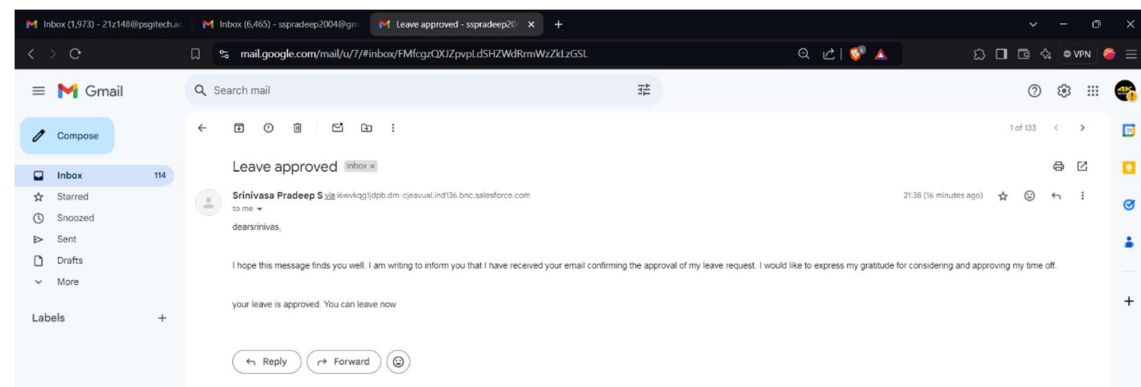 Inbox (1,973) - 21z148@psgitech.ac.
Inbox (6,465) - sspradeep2004@gm
Leave approved - sspradeep20
mail.google.com/mail/u/7/#inbox/FMfcgzQXJZpvpLdSHZWdRrmWzZkLzGSL
VPN
Gmail
Search mail
Compose
1 of 133
Inbox 114
Starred
Snoozed
Sent
Drafts
More
Labels
Leave approved Inbox x
Srinivasa Pradeep S via i6wvkqg1jdpb.dm-cjeavual.ind136.bnc.salesforce.com 21:38 (16 minutes ago)
to me
dearsrinivas,
I hope this message finds you well. I am writing to inform you that I have received your email confirming the approval of my leave request. I would like to express my gratitude for considering and approving my time off.
your leave is approved. You can leave now
Reply
Forward